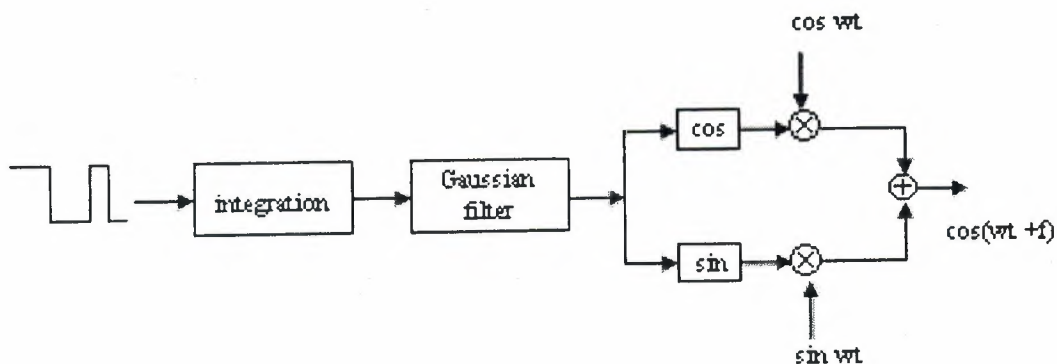 cos wt
cos
integration
Gaussian
filter
cos(wt +f)
sin
sin wt